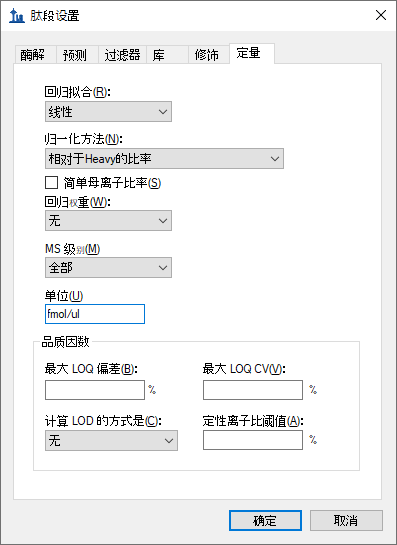 肽段设置
酶解 预测 过滤器 库 修饰 定量
回归拟合(R):
线性
归一化方法(N):
相对于Heavy的比率
简单母离子比率(S)
回归权重(W):
无
MS 级别(M)
全部
单位(U)
fmol/ul
品质因数
最大 LOQ 偏差(B): 最大 LOQ CV(V):
% %
计算 LOD 的方式是(C): 定性离子比阈值(A):
无 %
确定 取消